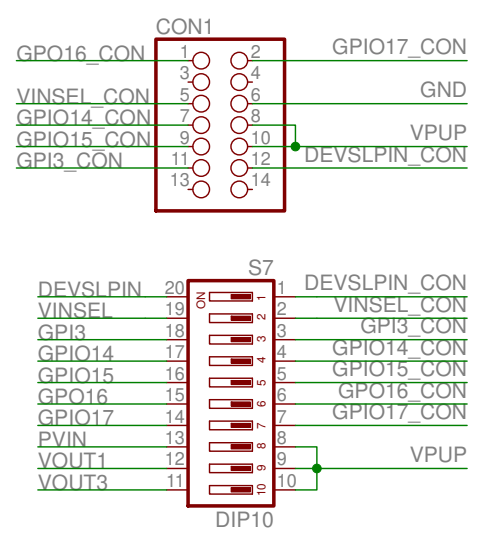 CON1
GPO16_CON 1 2 GPIO17_CON
3 4
VINSEL_CON 5 6 GND
GPIO14_CON 7 8
GPIO15_CON 9 10 VPUP
GPI3_CON 11 12 DEVSLPIN_CON
13 14
S7
DEVSLPIN 20 ON 1 1 DEVSLPIN_CON
VINSEL 19 2 2 VINSEL_CON
GPI3 18 3 3 GPI3_CON
GPIO14 17 4 4 GPIO14_CON
GPIO15 16 5 5 GPIO15_CON
GPO16 15 6 6 GPO16_CON
GPIO17 14 7 7 GPIO17_CON
PVIN 13 8 8
VOUT1 12 9 9 VPUP
VOUT3 11 10 10
DIP10